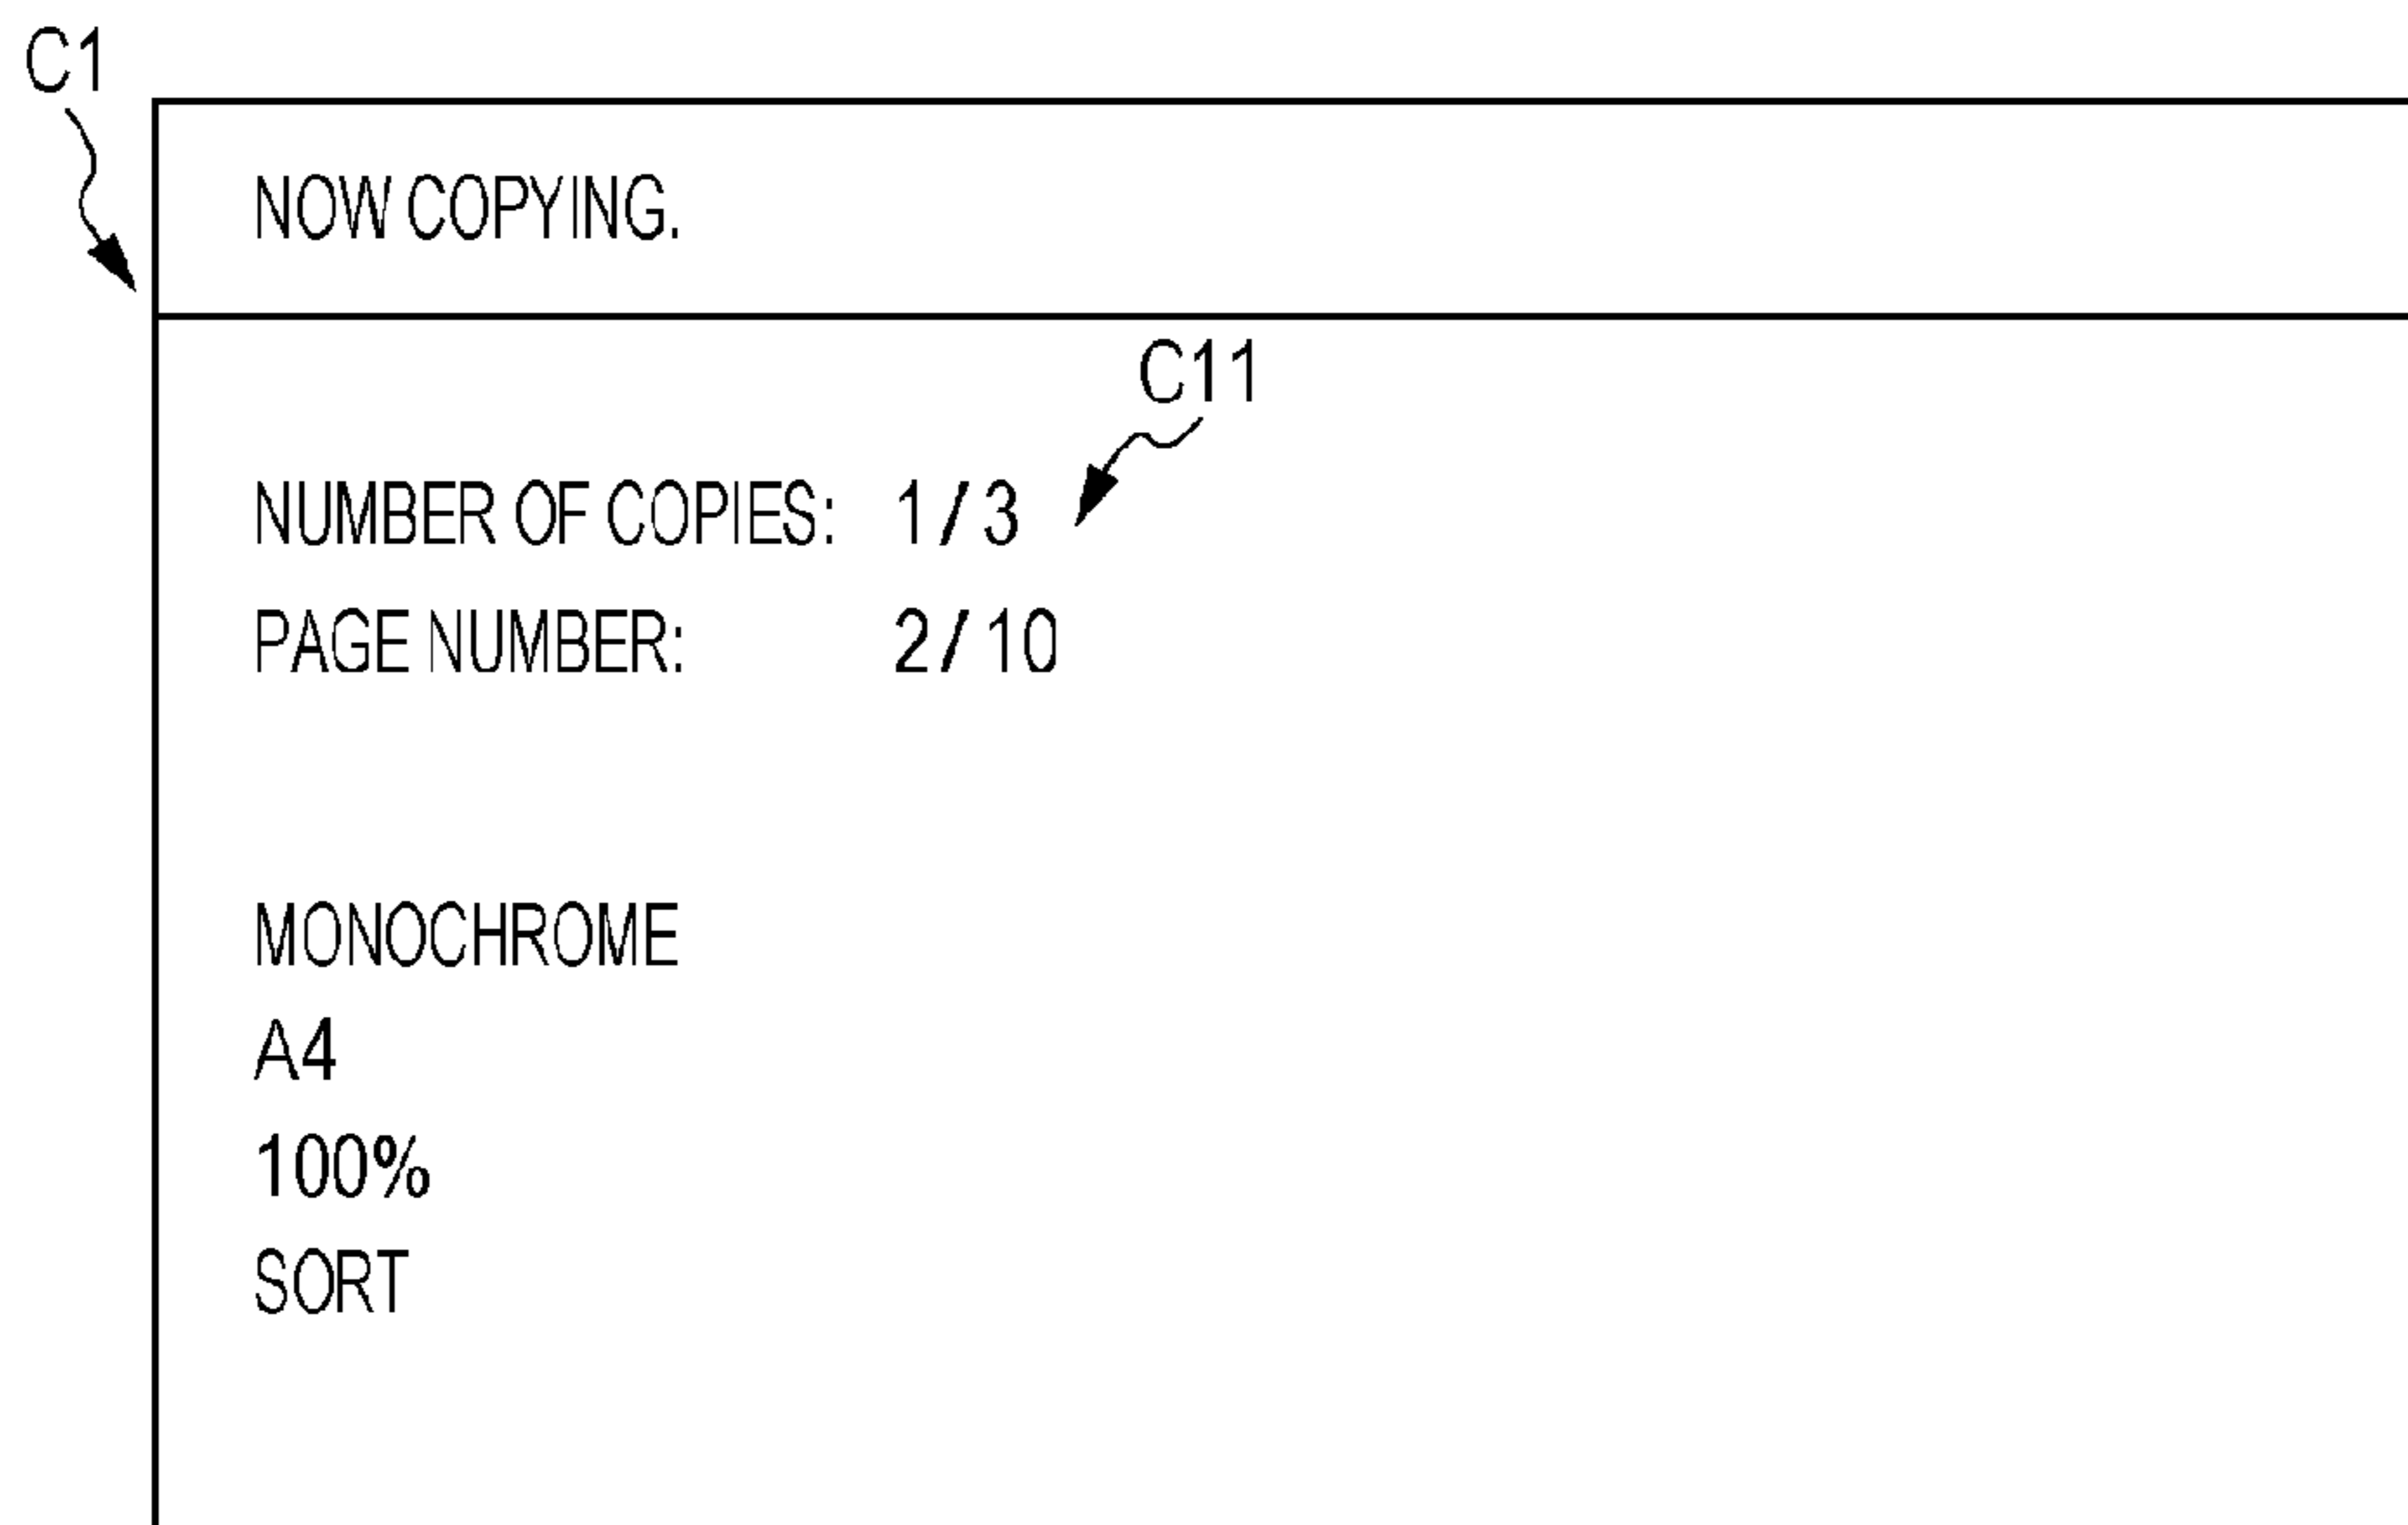 C1
NOW COPYING.
C11
NUMBER OF COPIES: 1/3
PAGE NUMBER: 2/10
MONOCHROME
A4
100%
SORT